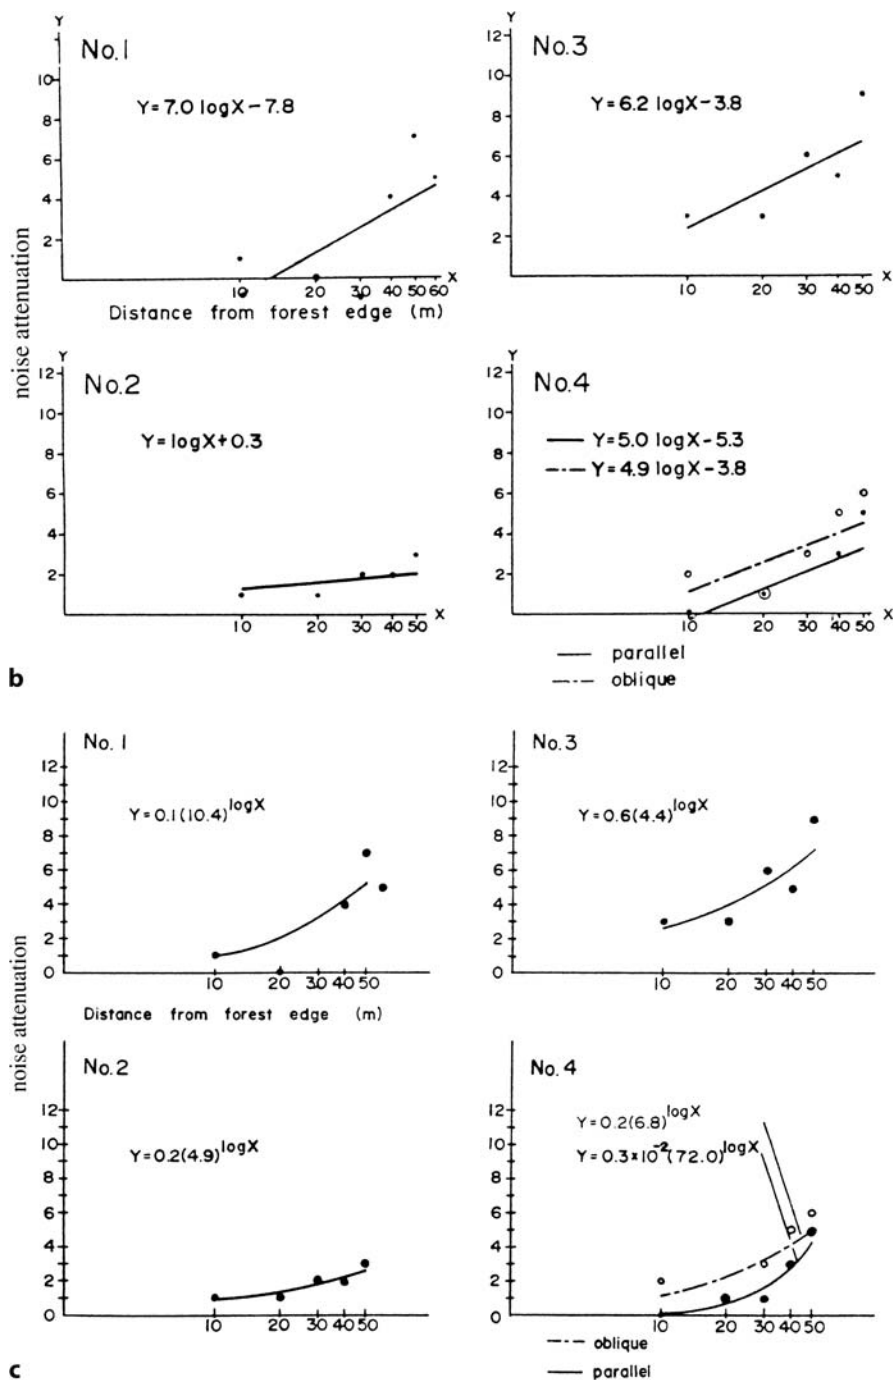 Y
No.1
10
8
6
4
2
Y=7.0 logX-7.8
10 20 30 40 50 60 X
Distance from forest edge (m)
Y
No.3
12
10
8
6
4
2
Y=6.2 logX-3.8
10 20 30 40 50 X
noise attenuation
Y
No.2
12
10
8
6
4
2
Y=logX+0.3
10 20 30 40 50 X
Y
No.4
12
10
8
6
4
2
Y=5.0 logX-5.3
Y=4.9 logX-3.8
10 20 30 40 50 X
parallel
oblique
b
No.1
12
10
8
6
4
2
0
Y=0.1(10.4)logX
10 20 30 40 50
Distance from forest edge (m)
No.3
12
10
8
6
4
2
0
Y=0.6(4.4)logX
10 20 30 40 50
noise attenuation
No.2
12
10
8
6
4
2
0
Y=0.2(4.9)logX
10 20 30 40 50
No.4
12
10
8
6
4
2
0
Y=0.2(6.8)logX
Y=0.3*10-2(72.0)logX
10 20 30 40 50
oblique
parallel
c